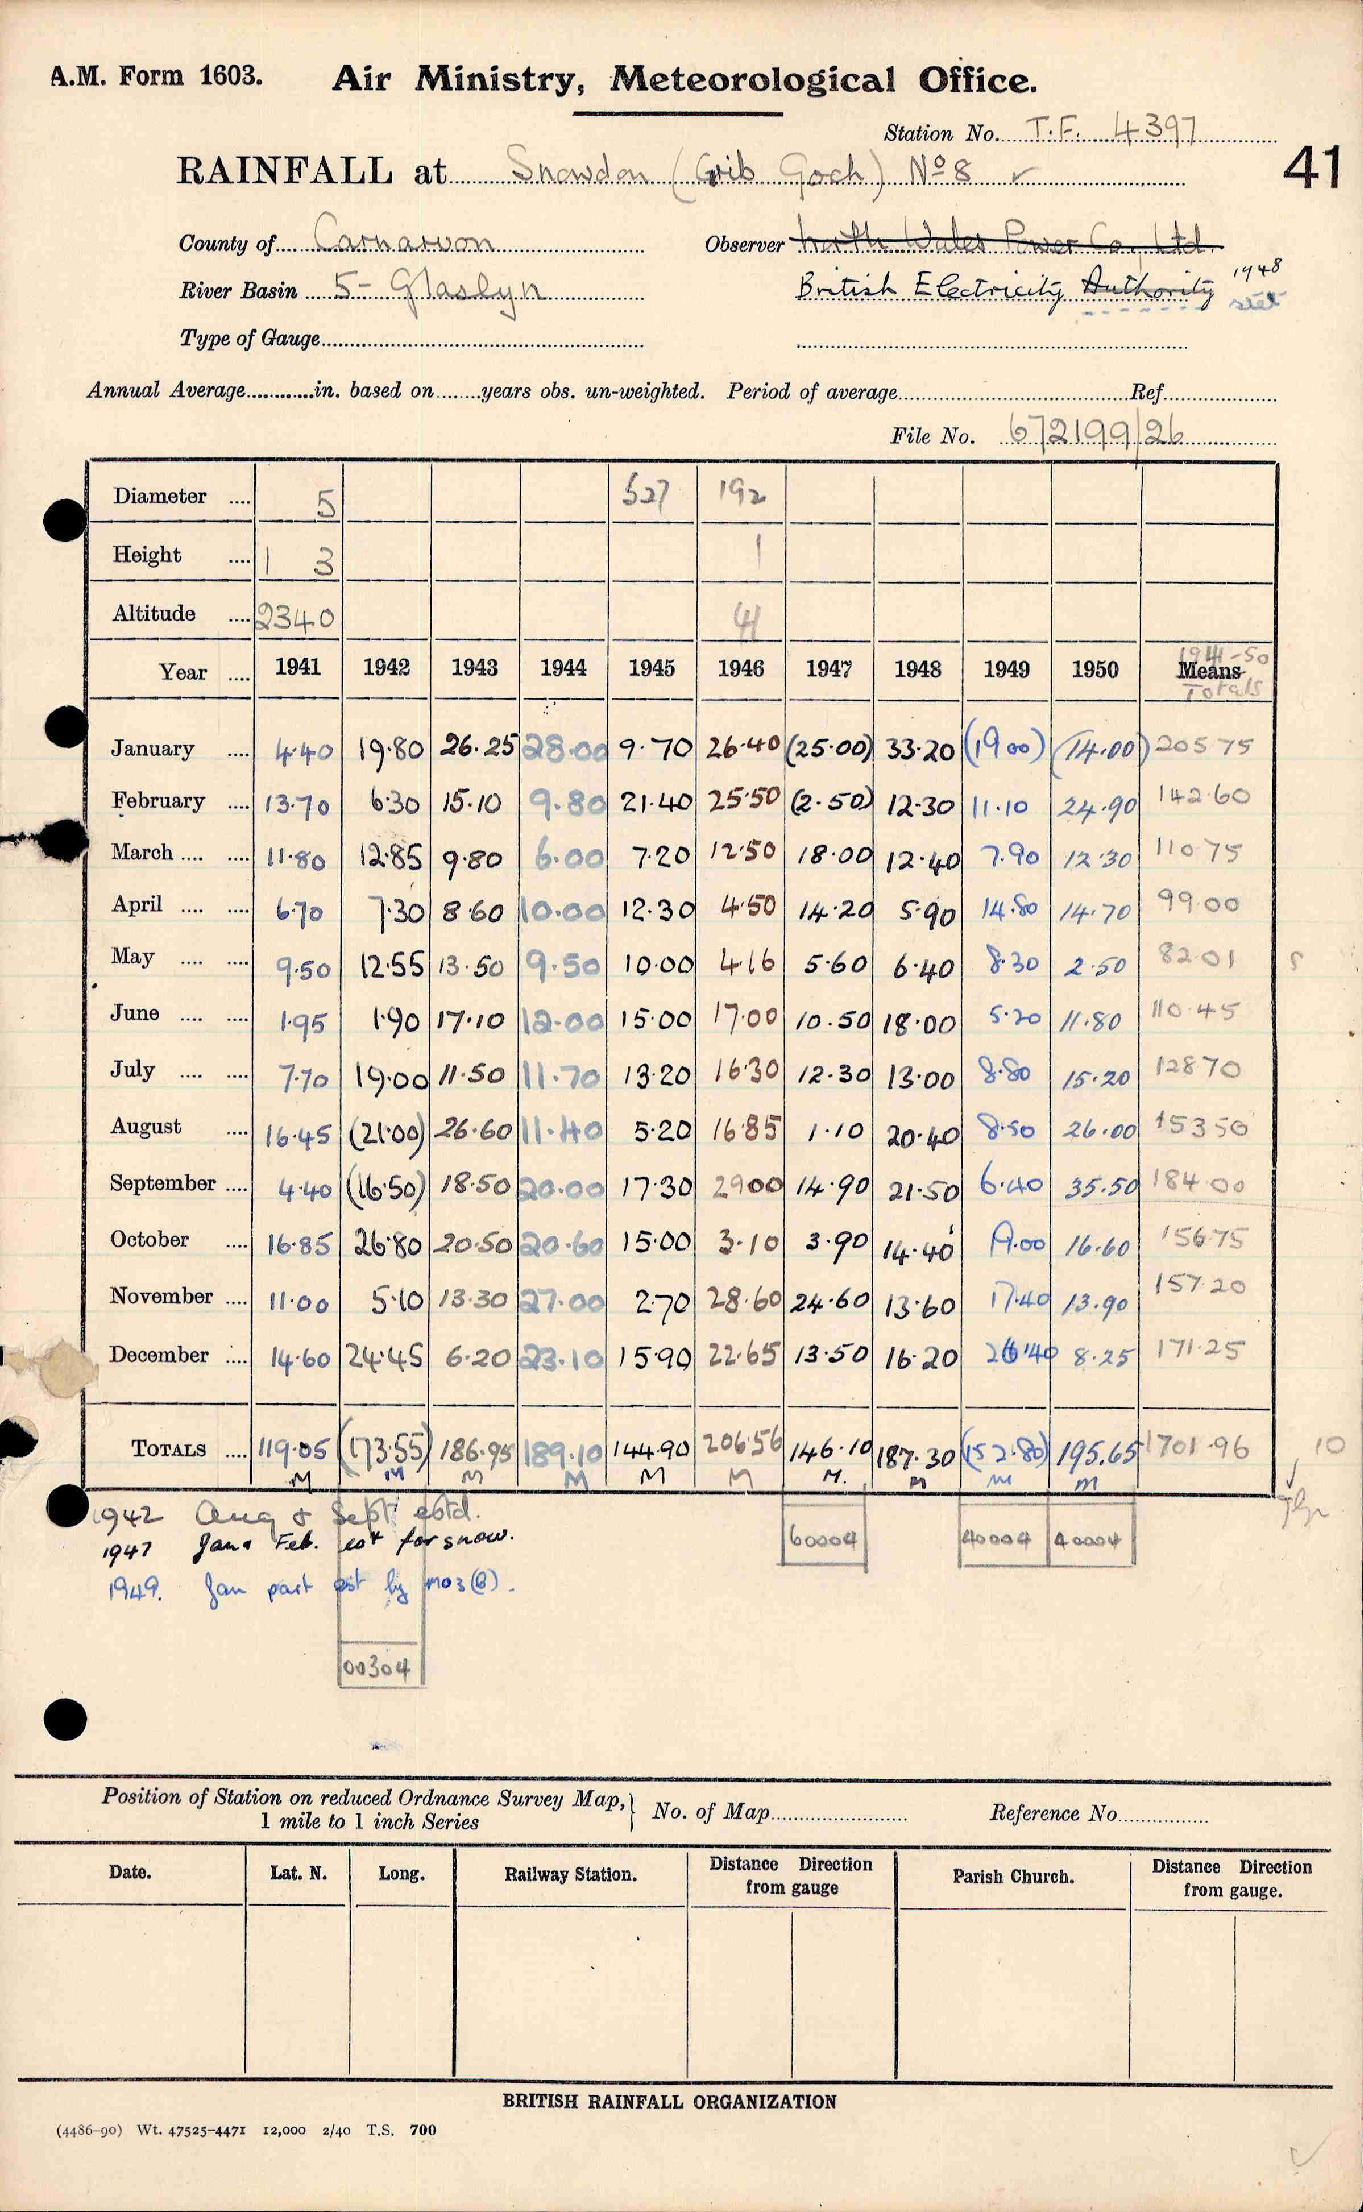 A.M. Form 1603. Air Ministry, Meteorological Office.
Station No. T.F. 4397
RAINFALL at Snowdon (Crib Goch) Nº 8 ✓ 41
County of Carnarvon Observer North Wales Power Co. Ltd.
River Basin 5 - Glaslyn British Electricity Authority 1948 stet
Type of Gauge
Annual Average in. based on years obs. un-weighted. Period of average Ref.
File No. 672199/26
Diameter 5 527 192
Height 1 3 1
Altitude 2340 41
Year 1941 1942 1943 1944 1945 1946 1947 1948 1949 1950 1941-50 Means Totals
January 4.40 19.80 26.25 28.00 9.70 26.40 (25.00) 33.20 (19.00) (14.00) 205.75
February 13.70 6.30 15.10 9.80 21.40 25.50 (2.50) 12.30 11.10 24.90 142.60
March 11.80 12.85 9.80 6.00 7.20 12.50 18.00 12.40 7.90 12.30 110.75
April 6.70 7.30 8.60 10.00 12.30 4.50 14.20 5.90 14.80 14.70 99.00
May 9.50 12.55 13.50 9.50 10.00 4.16 5.60 6.40 8.30 2.50 82.01 5
June 1.95 1.90 17.10 12.00 15.00 17.00 10.50 18.00 5.20 11.80 110.45
July 7.70 19.00 11.50 11.70 13.20 16.30 12.30 13.00 8.80 15.20 128.70
August 16.45 (21.00) 26.60 11.40 5.20 16.85 1.10 20.40 8.50 26.00 153.50
September 4.40 (16.50) 18.50 20.00 17.30 29.00 14.90 21.50 6.40 35.50 184.00
October 16.85 26.80 20.50 20.60 15.00 3.10 3.90 14.40 19.00 16.60 156.75
November 11.00 5.10 13.30 27.00 2.70 28.60 24.60 13.60 17.40 13.90 157.20
December 14.60 24.45 6.20 23.10 15.90 22.65 13.50 16.20 26.40 8.25 171.25
TOTALS 119.05 (173.55) 186.95 189.10 144.90 206.56 146.10 187.30 (152.80) 195.65 1701.96 10
M M M M M M M. M M M
1942 Aug & Sept estd.
1947 Jan & Feb. est for snow.
1949. Jan part est by MO3(B).
60004 40004 40004
00304
Position of Station on reduced Ordnance Survey Map, 1 mile to 1 inch Series No. of Map Reference No.
Date. Lat. N. Long. Railway Station. Distance Direction from gauge Parish Church. Distance Direction from gauge.
BRITISH RAINFALL ORGANIZATION
(4486-90) Wt. 47525-4471 12,000 2/40 T.S. 700